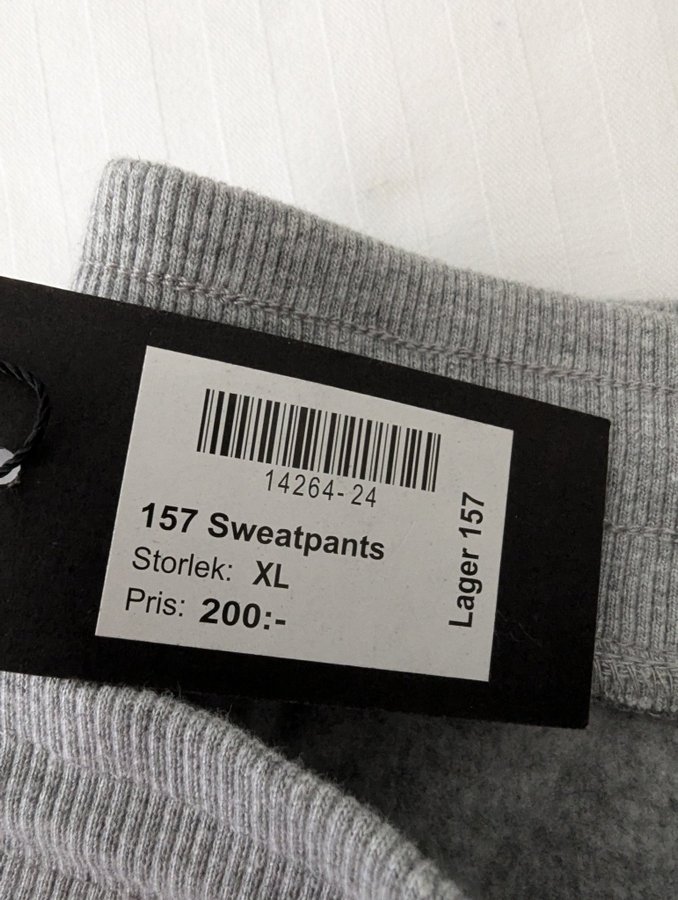 14264-24
157 Sweatpants
Storlek: XL
Pris: 200:-
Lager 157